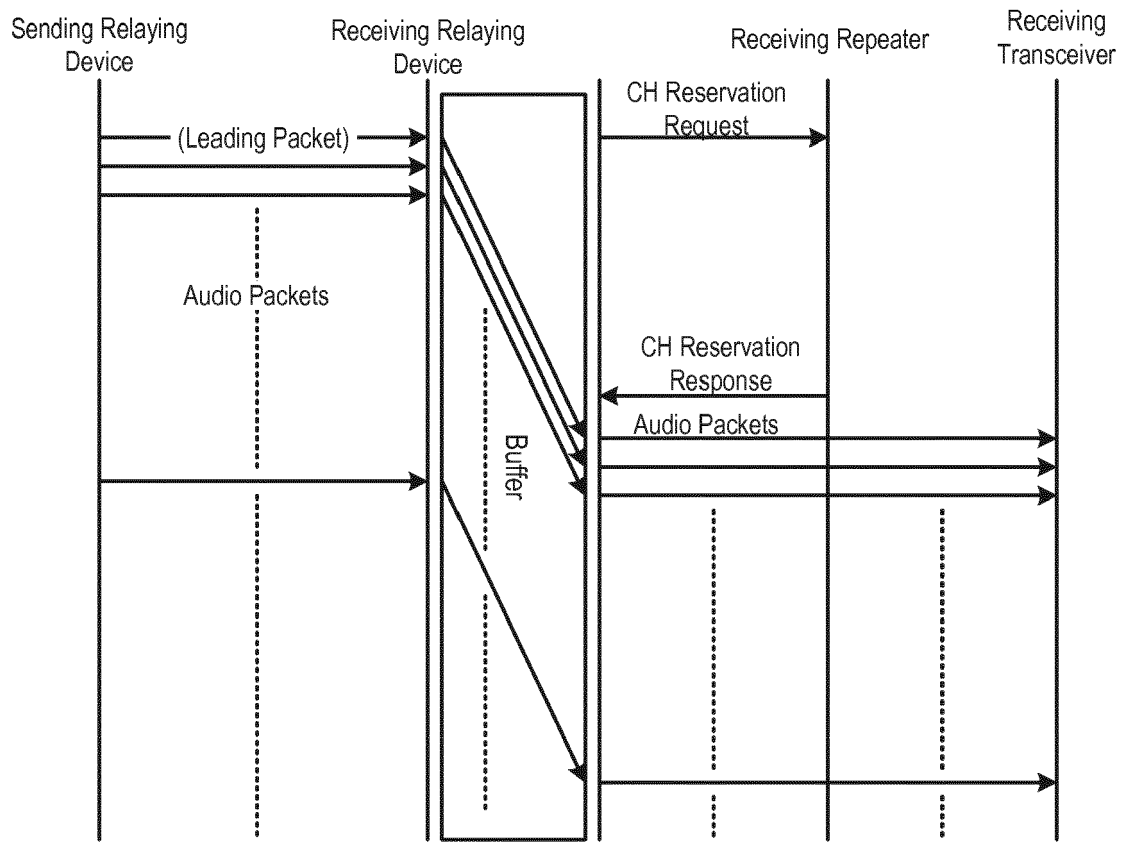 Sending Relaying
Device
Receiving Relaying
Device
Receiving Repeater
Receiving
Transceiver
CH Reservation
Request
(Leading Packet)
Audio Packets
CH Reservation
Response
Audio Packets
Buffer